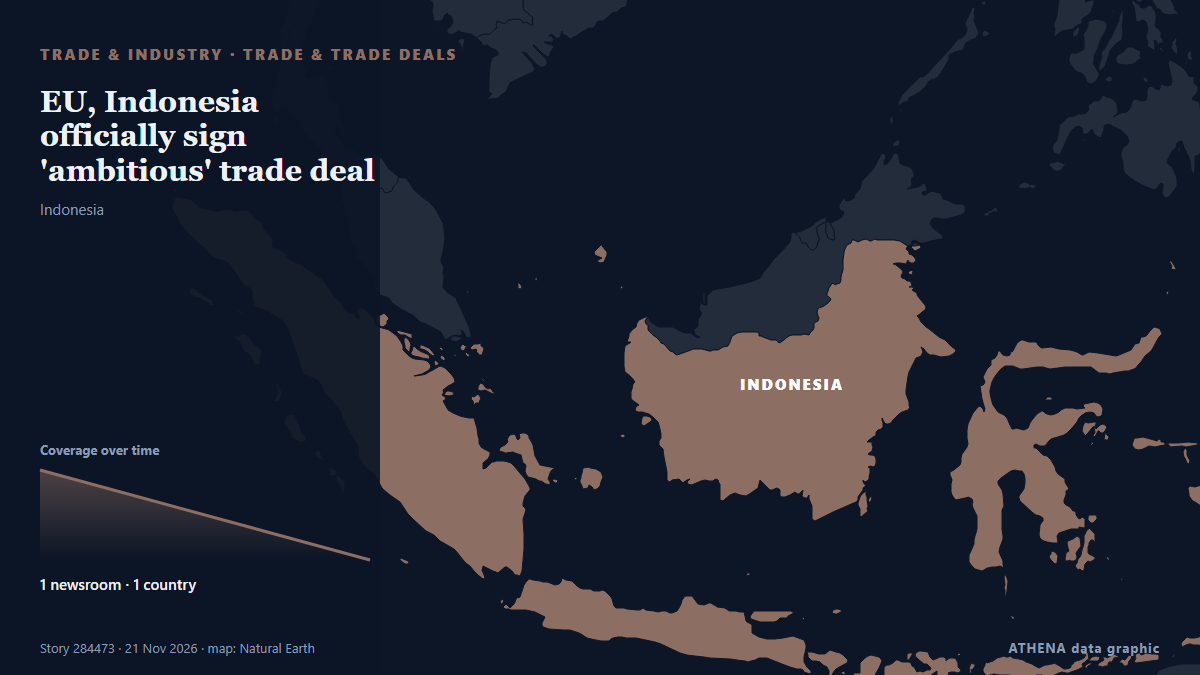 TRADE & INDUSTRY · TRADE & TRADE DEALS
EU, Indonesia
officially sign
'ambitious' trade deal
Indonesia
INDONESIA
Coverage over time
1 newsroom · 1 country
Story 284473 · 21 Nov 2026 · map: Natural Earth
ATHENA data graphic